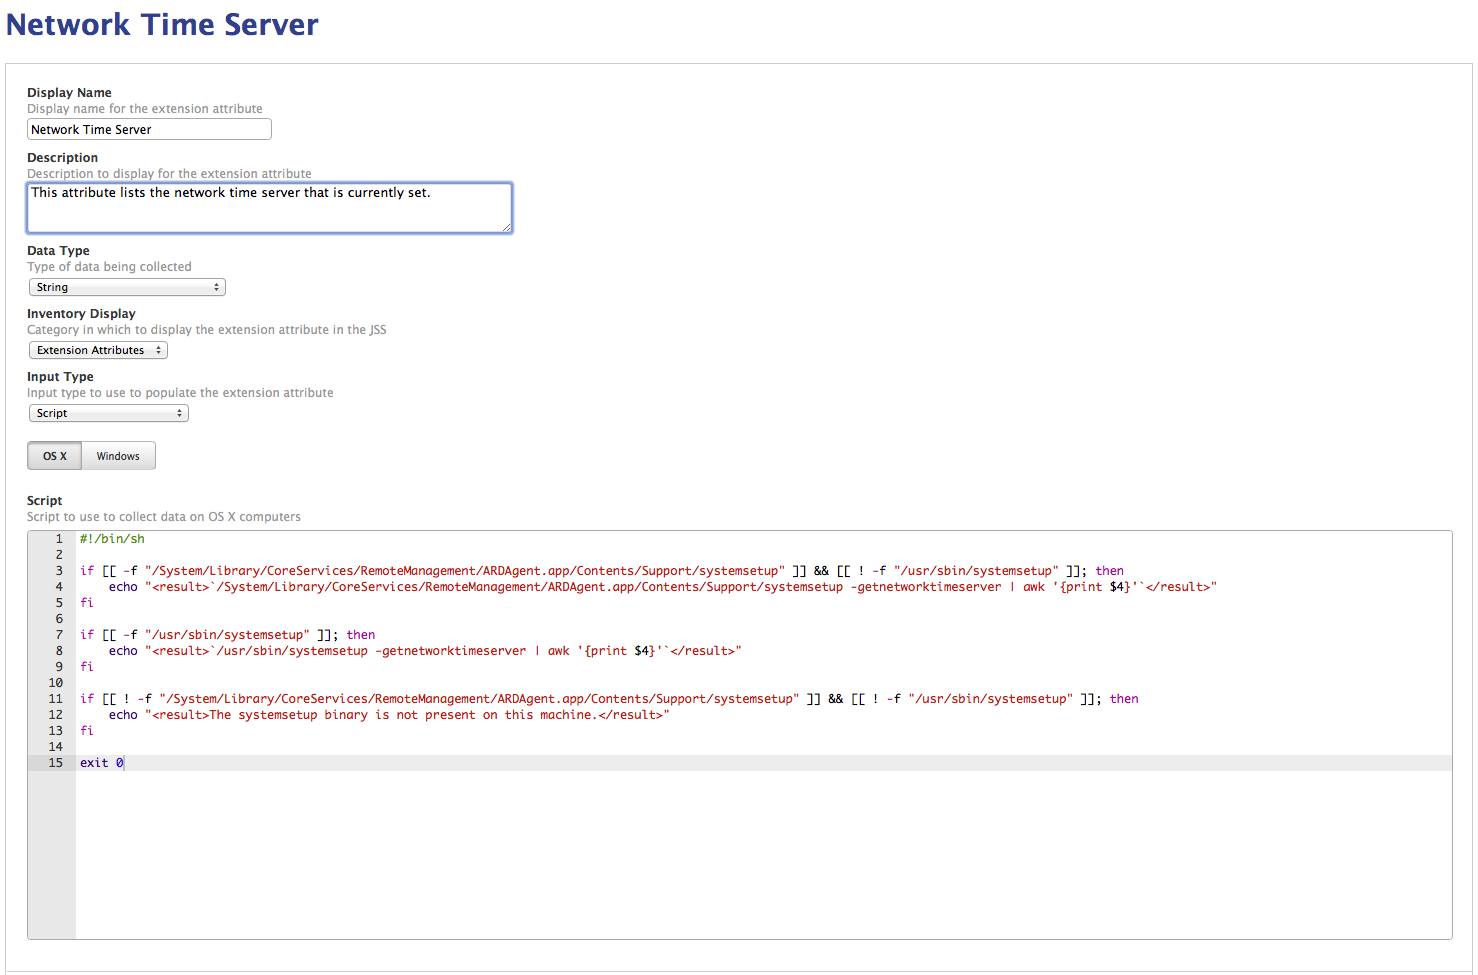 Network Time Server
Display Name
Display name for the extension attribute
Network Time Server
Description
Description to display for the extension attribute
This attribute lists the network time server that is currently set.
Data Type
Type of data being collected
String
Inventory Display
Category in which to display the extension attribute in the JSS
Extension Attributes
Input Type
Input type to use to populate the extension attribute
Script
OS X Windows
Script
Script to use to collect data on OS X computers
1 #!/bin/sh
2
3 if [[ -f "/System/Library/CoreServices/RemoteManagement/ARDAgent.app/Contents/Support/systemsetup" ]] && [[ ! -f "/usr/sbin/systemsetup" ]]; then
4 echo "<result>`/System/Library/CoreServices/RemoteManagement/ARDAgent.app/Contents/Support/systemsetup -getnetworktimeserver | awk '{print $4}'`</result>"
5 fi
6
7 if [[ -f "/usr/sbin/systemsetup" ]]; then
8 echo "<result>`/usr/sbin/systemsetup -getnetworktimeserver | awk '{print $4}'`</result>"
9 fi
10
11 if [[ ! -f "/System/Library/CoreServices/RemoteManagement/ARDAgent.app/Contents/Support/systemsetup" ]] && [[ ! -f "/usr/sbin/systemsetup" ]]; then
12 echo "<result>The systemsetup binary is not present on this machine.</result>"
13 fi
14
15 exit 0